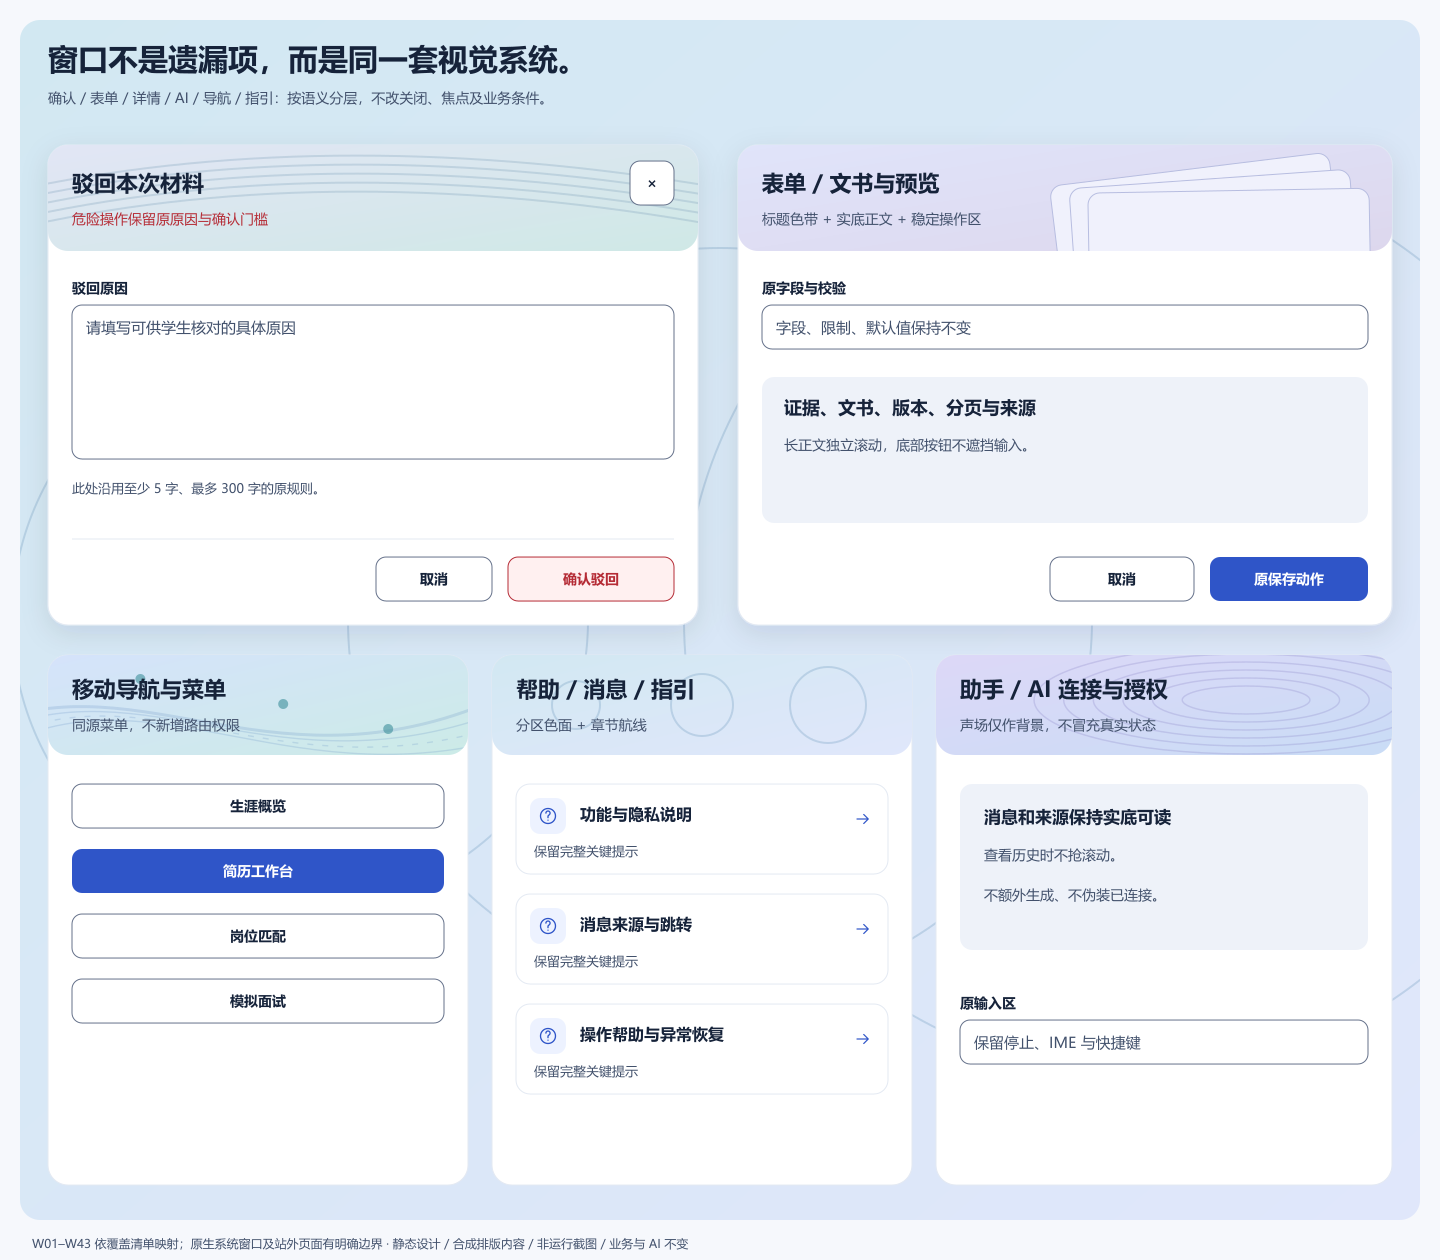 窗口不是遗漏项，而是同一套视觉系统。
确认 / 表单 / 详情 / AI / 导航 / 指引：按语义分层，不改关闭、焦点及业务条件。
驳回本次材料
×
危险操作保留原原因与确认门槛
驳回原因
请填写可供学生核对的具体原因
此处沿用至少 5 字、最多 300 字的原规则。
取消
确认驳回
表单 / 文书与预览
标题色带 + 实底正文 + 稳定操作区
原字段与校验
字段、限制、默认值保持不变
证据、文书、版本、分页与来源
长正文独立滚动，底部按钮不遮挡输入。
取消
原保存动作
移动导航与菜单
同源菜单，不新增路由权限
生涯概览
简历工作台
岗位匹配
模拟面试
帮助 / 消息 / 指引
分区色面 + 章节航线
功能与隐私说明
保留完整关键提示
消息来源与跳转
保留完整关键提示
操作帮助与异常恢复
保留完整关键提示
助手 / AI 连接与授权
声场仅作背景，不冒充真实状态
消息和来源保持实底可读
查看历史时不抢滚动。
不额外生成、不伪装已连接。
原输入区
保留停止、IME 与快捷键
W01–W43 依覆盖清单映射；原生系统窗口及站外页面有明确边界 · 静态设计 / 合成排版内容 / 非运行截图 / 业务与 AI 不变